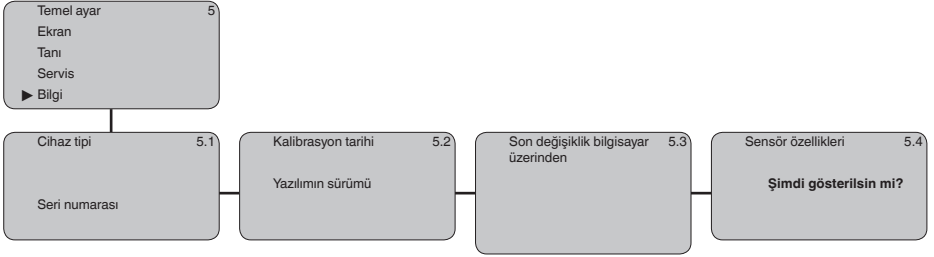 Temel ayar 5
Ekran
Tanı
Servis
▶ Bilgi
Cihaz tipi 5.1
Seri numarası
Kalibrasyon tarihi 5.2
Yazılımın sürümü
Son değişiklik bilgisayar 5.3
üzerinden
Sensör özellikleri 5.4
Şimdi gösterilsin mi?